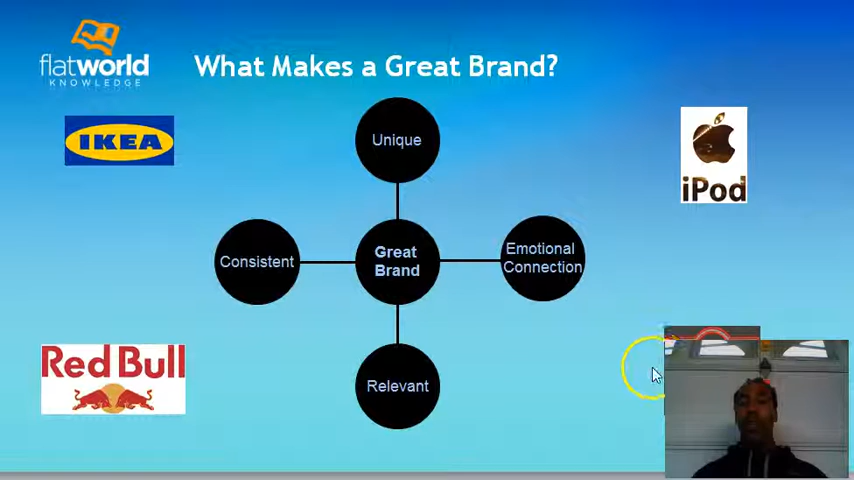 flatworld
KNOWLEDGE
What Makes a Great Brand?
IKEA
Unique
iPod
Consistent
Great
Brand
Emotional
Connection
Red Bull
Relevant